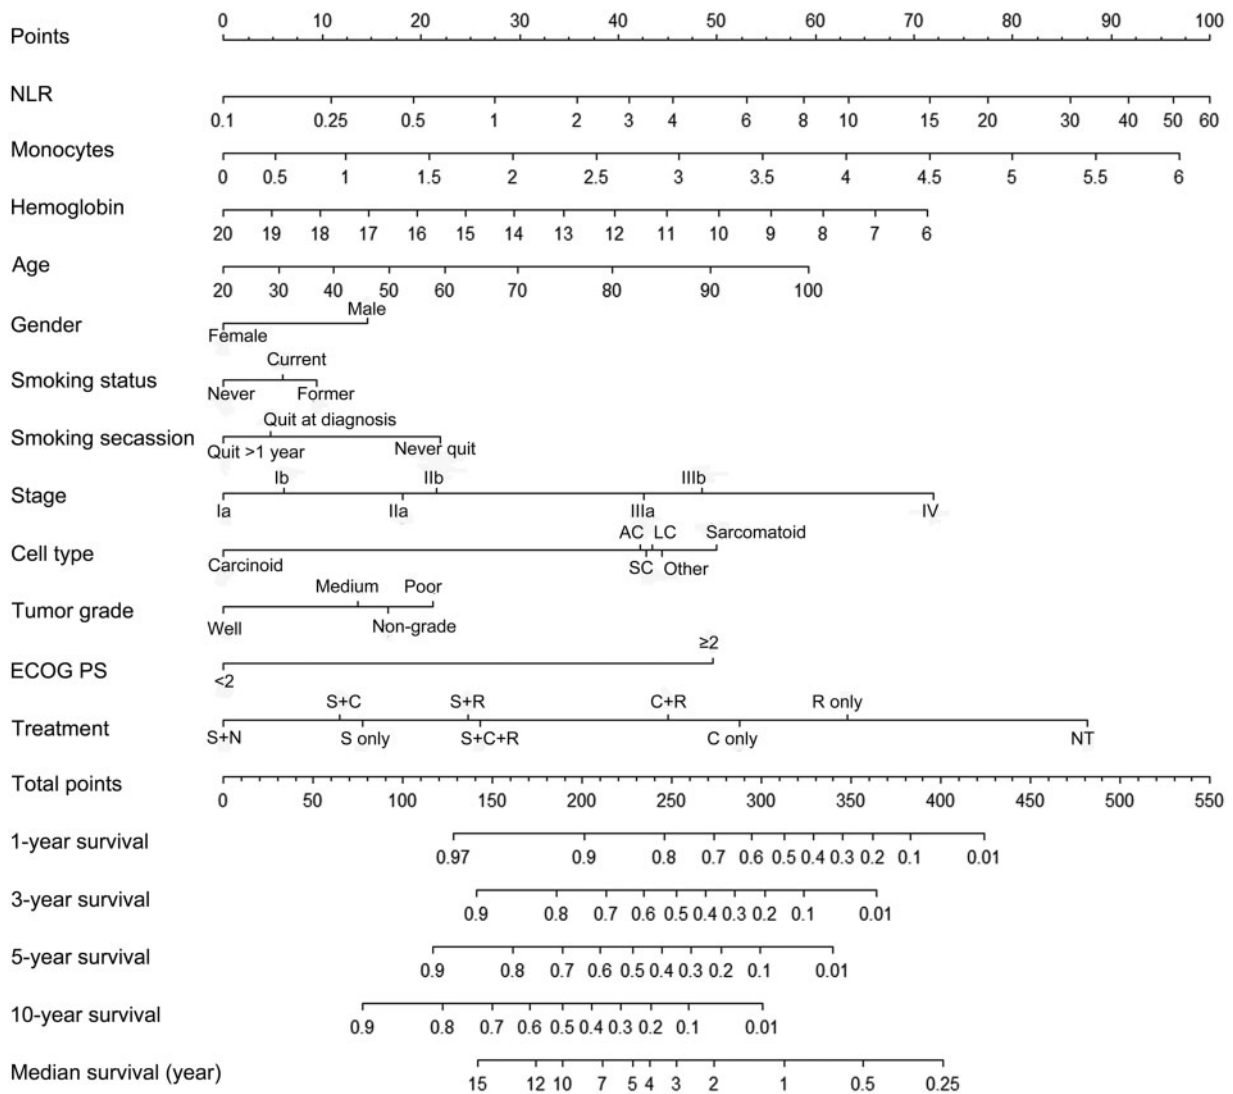 Points
0 10 20 30 40 50 60 70 80 90 100
NLR
0.1 0.25 0.5 1 2 3 4 6 8 10 15 20 30 40 50 60
Monocytes
0 0.5 1 1.5 2 2.5 3 3.5 4 4.5 5 5.5 6
Hemoglobin
20 19 18 17 16 15 14 13 12 11 10 9 8 7 6
Age
20 30 40 50 60 70 80 90 100
Male
Gender
Female
Current
Smoking status
Never Former
Quit at diagnosis
Smoking secassion
Quit >1 year Never quit
Ib IIb IIIb
Stage
Ia IIa IIIa IV
AC LC Sarcomatoid
Cell type
Carcinoid SC Other
Medium Poor
Tumor grade
Well Non-grade
≥2
ECOG PS
<2
S+C S+R C+R R only
Treatment
S+N S only S+C+R C only NT
Total points
0 50 100 150 200 250 300 350 400 450 500 550
1-year survival
0.97 0.9 0.8 0.7 0.6 0.5 0.4 0.3 0.2 0.1 0.01
3-year survival
0.9 0.8 0.7 0.6 0.5 0.4 0.3 0.2 0.1 0.01
5-year survival
0.9 0.8 0.7 0.6 0.5 0.4 0.3 0.2 0.1 0.01
10-year survival
0.9 0.8 0.7 0.6 0.5 0.4 0.3 0.2 0.1 0.01
Median survival (year)
15 12 10 7 5 4 3 2 1 0.5 0.25